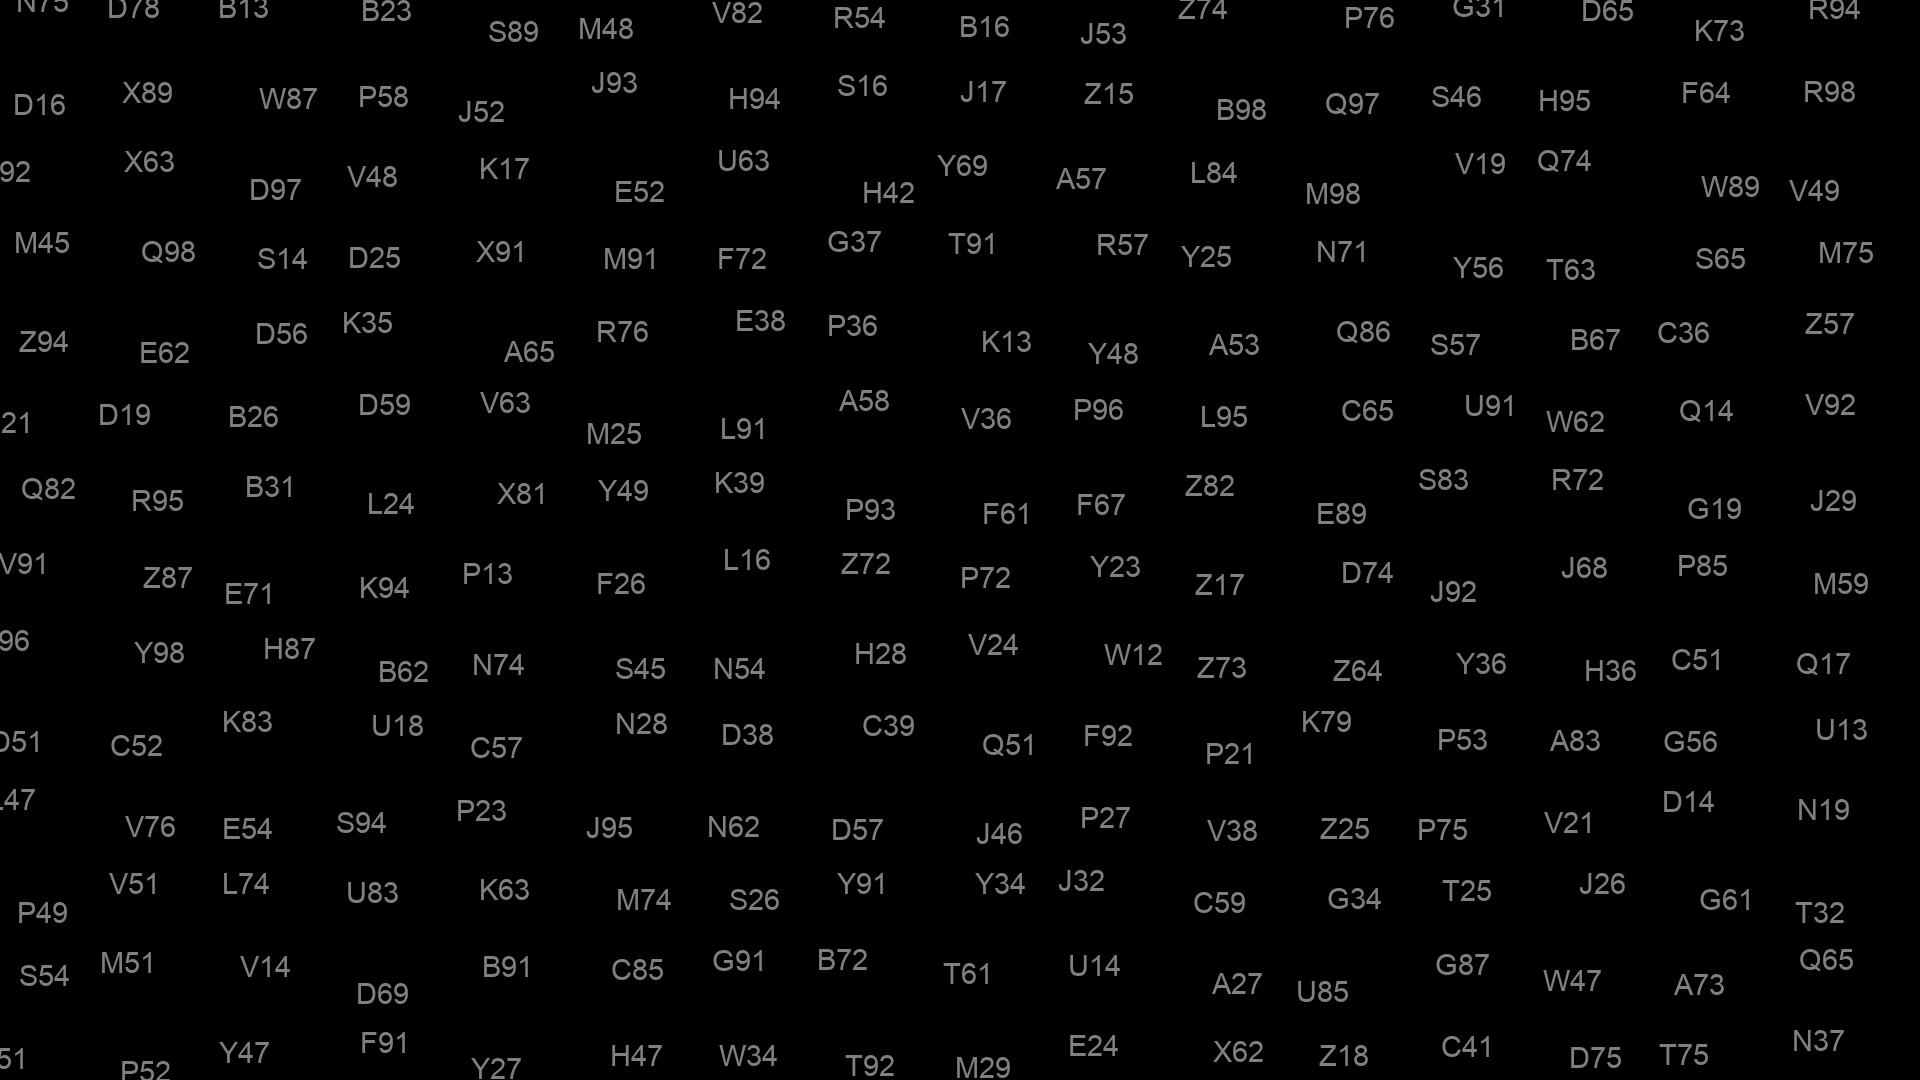 N75 D78 B13 B23 S89 M48 V82 R54 B16 J53 Z74 P76 G31 D65 K73 R94
D16 X89 W87 P58 J52 J93 H94 S16 J17 Z15 B98 Q97 S46 H95 F64 R98
92 X63 D97 V48 K17 E52 U63 H42 Y69 A57 L84 M98 V19 Q74 W89 V49
M45 Q98 S14 D25 X91 M91 F72 G37 T91 R57 Y25 N71 Y56 T63 S65 M75
Z94 E62 D56 K35 A65 R76 E38 P36 K13 Y48 A53 Q86 S57 B67 C36 Z57
21 D19 B26 D59 V63 M25 L91 A58 V36 P96 L95 C65 U91 W62 Q14 V92
Q82 R95 B31 L24 X81 Y49 K39 P93 F61 F67 Z82 E89 S83 R72 G19 J29
V91 Z87 E71 K94 P13 F26 L16 Z72 P72 Y23 Z17 D74 J92 J68 P85 M59
96 Y98 H87 B62 N74 S45 N54 H28 V24 W12 Z73 Z64 Y36 H36 C51 Q17
D51 C52 K83 U18 C57 N28 D38 C39 Q51 F92 P21 K79 P53 A83 G56 U13
L47 V76 E54 S94 P23 J95 N62 D57 J46 P27 V38 Z25 P75 V21 D14 N19
P49 V51 L74 U83 K63 M74 S26 Y91 Y34 J32 C59 G34 T25 J26 G61 T32
S54 M51 V14 D69 B91 C85 G91 B72 T61 U14 A27 U85 G87 W47 A73 Q65
51 P52 Y47 F91 Y27 H47 W34 T92 M29 E24 X62 Z18 C41 D75 T75 N37